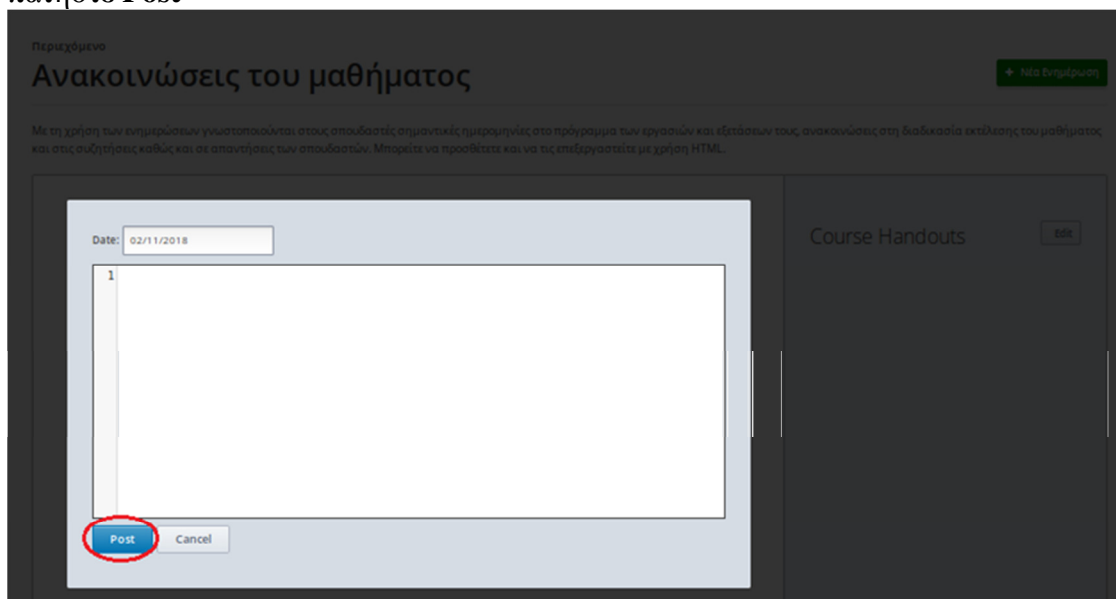 Περιεχόμενο
Ανακοινώσεις του μαθήματος
+ Νέα Ενημέρωση
Με τη χρήση των ενημερώσεων γνωστοποιούνται στους σπουδαστές σημαντικές ημερομηνίες στο πρόγραμμα των εργασιών και εξετάσεων τους, ανακοινώσεις στη διαδικασία εκτέλεσης του μαθήματος
και στις συζητήσεις καθώς και σε απαντήσεις των σπουδαστών. Μπορείτε να προσθέτετε και να τις επεξεργαστείτε με χρήση HTML.
Date: 02/11/2018
Course Handouts
Edit
1
Post Cancel